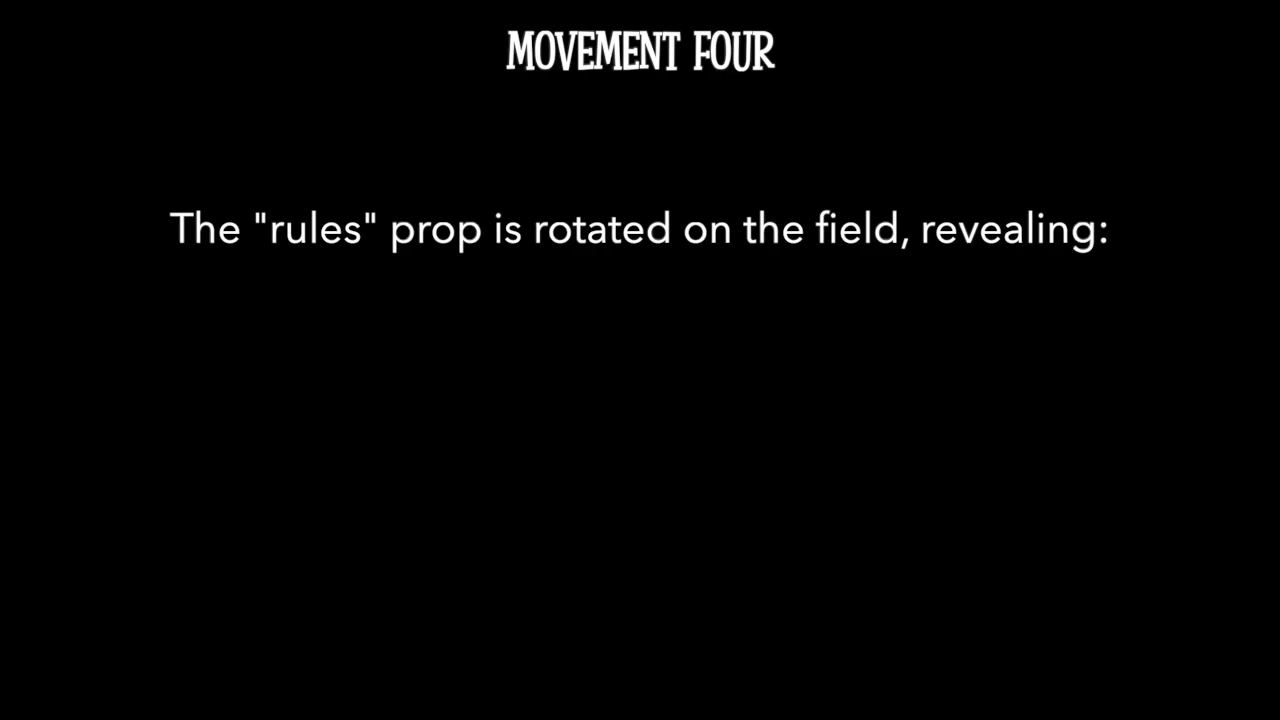 MOVEMENT FOUR
The "rules" prop is rotated on the field, revealing: